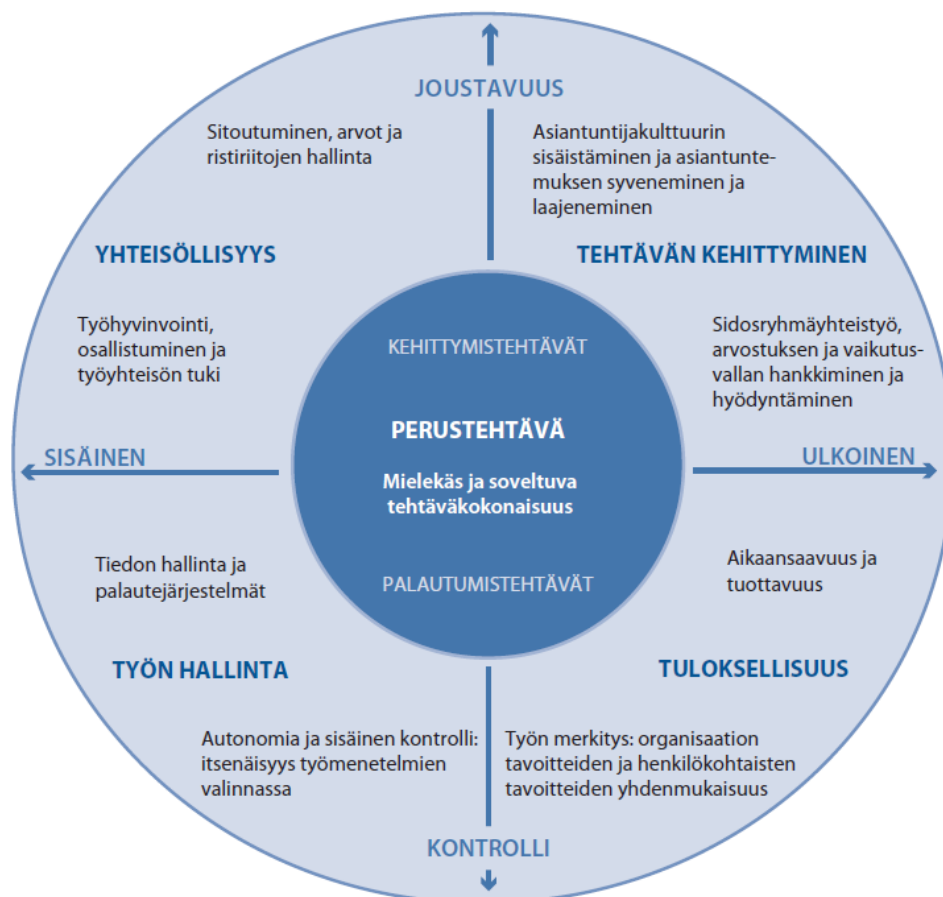 JOUSTAVUUS
Sitoutuminen, arvot ja
ristiriitojen hallinta
Asiantuntijakulttuurin
sisäistäminen ja asiantunte-
muksen syveneminen ja
laajeneminen
YHTEISÖLLISYYS
TEHTÄVÄN KEHITTYMINEN
Työhyvinvointi,
osallistuminen ja
työyhteisön tuki
KEHITTYMISTEHTÄVÄT
Sidosryhmäyhteistyö,
arvostuksen ja vaikutus-
vallan hankkiminen ja
hyödyntäminen
PERUSTEHTÄVÄ
SISÄINEN
ULKOINEN
Mielekäs ja soveltuva
tehtäväkokonaisuus
Tiedon hallinta ja
palautejärjestelmät
PALAUTUMISTEHTÄVÄT
Aikaansaavuus ja
tuottavuus
TYÖN HALLINTA
TULOKSELLISUUS
Autonomia ja sisäinen kontrolli:
itsenäisyys työmenetelmien
valinnassa
Työn merkitys: organisaation
tavoitteiden ja henkilökohtaisten
tavoitteiden yhdenmukaisuus
KONTROLLI